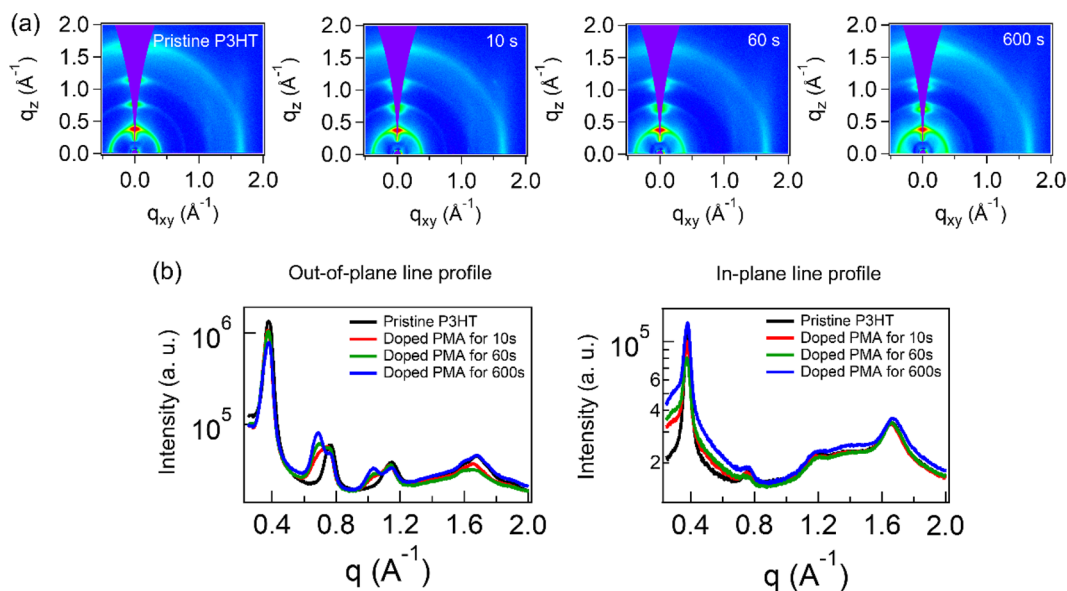 (a)
Pristine P3HT
10 s
60 s
600 s
q_z (Å⁻¹)
2.0
1.5
1.0
0.5
0.0
q_z (Å⁻¹)
2.0
1.5
1.0
0.5
0.0
q_z (Å⁻¹)
2.0
1.5
1.0
0.5
0.0
q_z (Å⁻¹)
2.0
1.5
1.0
0.5
0.0
0.0 1.0 2.0
0.0 1.0 2.0
0.0 1.0 2.0
0.0 1.0 2.0
q_xy (Å⁻¹)
q_xy (Å⁻¹)
q_xy (Å⁻¹)
q_xy (Å⁻¹)
(b)
Out-of-plane line profile
Intensity (a. u.)
10⁶
10⁵
Pristine P3HT
Doped PMA for 10s
Doped PMA for 60s
Doped PMA for 600s
0.4 0.8 1.2 1.6 2.0
q (A⁻¹)
In-plane line profile
Intensity (a. u.)
10⁵
8
6
4
2
Pristine P3HT
Doped PMA for 10s
Doped PMA for 60s
Doped PMA for 600s
0.4 0.8 1.2 1.6 2.0
q (A⁻¹)